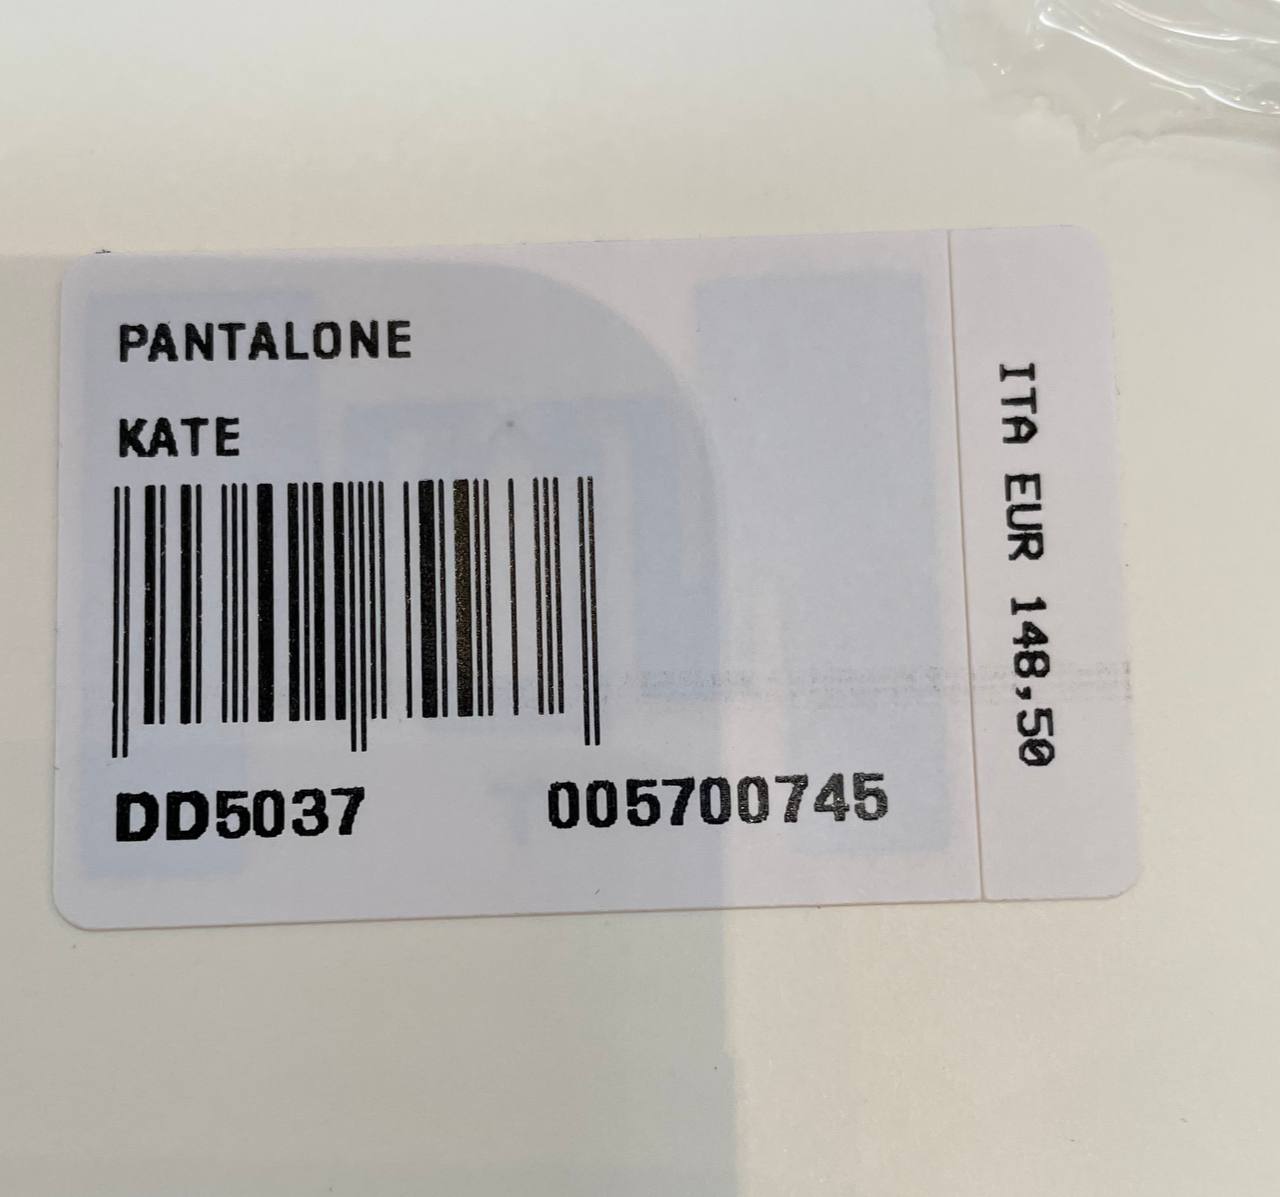 PANTALONE
KATE
DD5037 005700745
ITA EUR 148,50